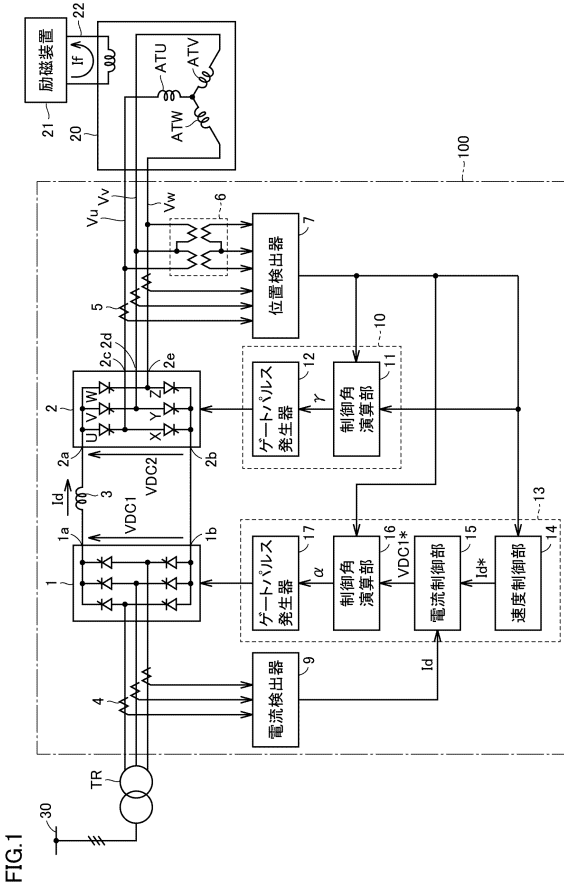 FIG.1
30
TR
4
1
1a
1b
Id
3
VDC1
VDC2
2
2a
2b
2c
2d
2e
U
V
W
X
Y
Z
5
Vu
Vv
Vw
6
20
ATU
ATV
ATW
21
励磁装置
22
If
100
位置検出器
7
10
ゲートパルス
発生器
12
γ
制御角
演算部
11
13
ゲートパルス
発生器
17
α
制御角
演算部
16
VDC1*
電流制御部
15
Id*
速度制御部
14
電流検出器
9
Id